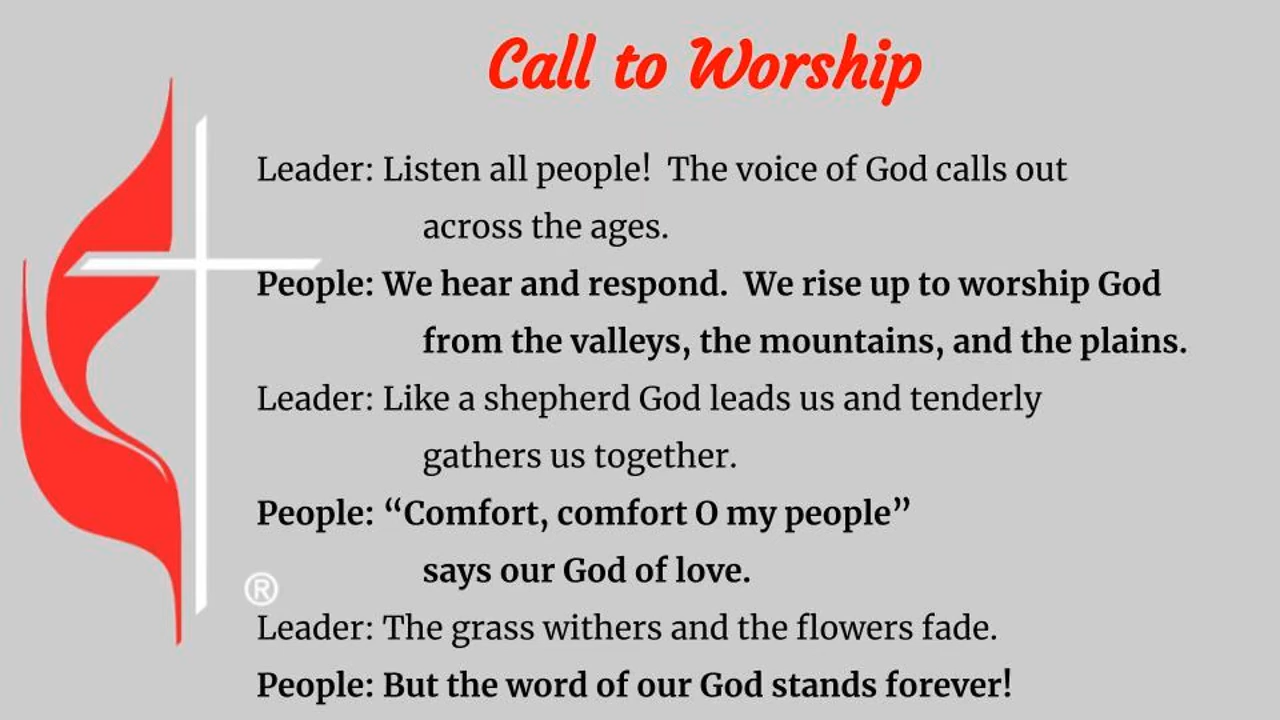 Call to Worship
Leader: Listen all people!  The voice of God calls out
across the ages.
People: We hear and respond.  We rise up to worship God
from the valleys, the mountains, and the plains.
Leader: Like a shepherd God leads us and tenderly
gathers us together.
People: “Comfort, comfort O my people”
says our God of love.
®
Leader: The grass withers and the flowers fade.
People: But the word of our God stands forever!